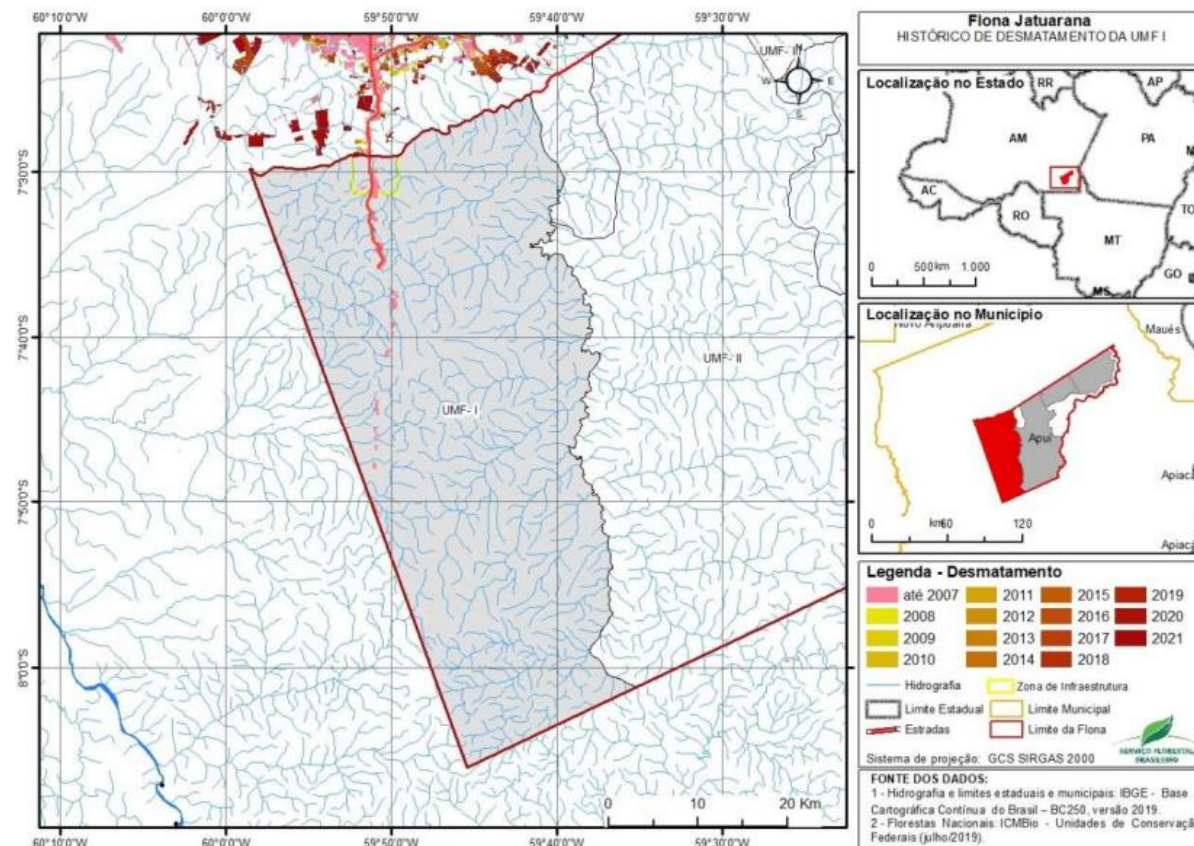 60°10'0"W 60°0'0"W 59°50'0"W 59°40'0"W 59°30'0"W
UMF- II
N
W E
S
7°30'0"S
7°40'0"S
UMF- II
UMF- I
7°50'0"S
8°0'0"S
0 10 20 Km
60°10'0"W 60°0'0"W 59°50'0"W 59°40'0"W 59°30'0"W
Flona Jatuarana
HISTÓRICO DE DESMATAMENTO DA UMF I
Localização no Estado
RR AP
AM PA
AC
RO
TO
MT
GO
MS
0 500 km 1.000
Localização no Município
Maués
Apuí
Apiac
0 km 60 120
Apiac
Legenda - Desmatamento
até 2007 2011 2015 2019
2008 2012 2016 2020
2009 2013 2017 2021
2010 2014 2018
Hidrografia Zona de Infraestrutura
Limite Estadual Limite Municipal
Estradas Limite da Flona
SERVIÇO FLORESTAL
BRASILEIRO
Sistema de projeção: GCS SIRGAS 2000
FONTE DOS DADOS:
1 - Hidrografia e limites estaduais e municipais: IBGE - Base
Cartográfica Contínua do Brasil – BC250, versão 2019.
2 - Florestas Nacionais: ICMBio - Unidades de Conservaçã
Federais (julho/2019).